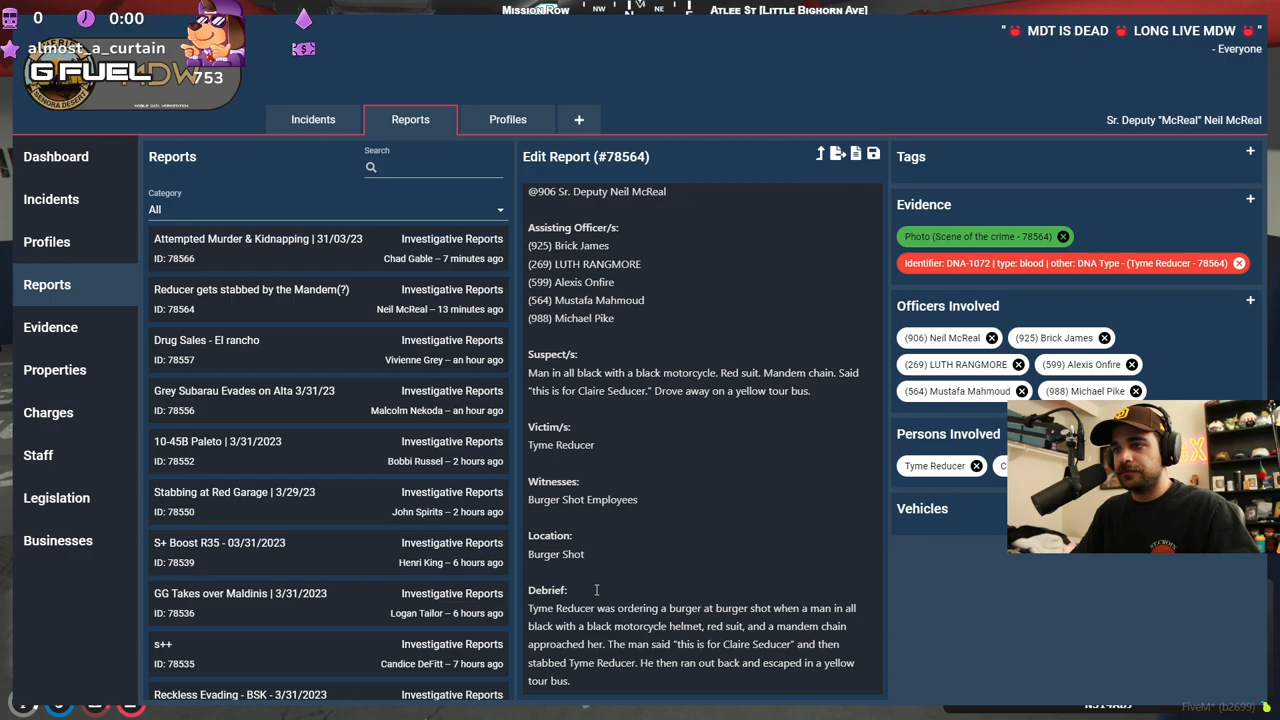 0
0:00
MISSION ROW
NW
N
NE
ATLEE ST [LITTLE BIGHORN AVE]
almost_a_curtain
G FUEL
753
MDW
SENORA DESERT
MOBILE DATA WORKSTATION
" MDT IS DEAD LONG LIVE MDW "
- Everyone
Incidents
Reports
Profiles
+
Sr. Deputy "McReal" Neil McReal
Dashboard
Incidents
Profiles
Reports
Evidence
Properties
Charges
Staff
Legislation
Businesses
Reports
Search
Category
All
Attempted Murder & Kidnapping | 31/03/23 Investigative Reports
ID: 78566 Chad Gable – 7 minutes ago
Reducer gets stabbed by the Mandem(?) Investigative Reports
ID: 78564 Neil McReal – 13 minutes ago
Drug Sales - El rancho Investigative Reports
ID: 78557 Vivienne Grey – an hour ago
Grey Subarau Evades on Alta 3/31/23 Investigative Reports
ID: 78556 Malcolm Nekoda – an hour ago
10-45B Paleto | 3/31/2023 Investigative Reports
ID: 78552 Bobbi Russel – 2 hours ago
Stabbing at Red Garage | 3/29/23 Investigative Reports
ID: 78550 John Spirits – 2 hours ago
S+ Boost R35 - 03/31/2023 Investigative Reports
ID: 78539 Henri King – 6 hours ago
GG Takes over Maldinis | 3/31/2023 Investigative Reports
ID: 78536 Logan Tailor – 6 hours ago
s++ Investigative Reports
ID: 78535 Candice DeFitt – 7 hours ago
Reckless Evading - BSK - 3/31/2023 Investigative Reports
Edit Report (#78564)
@906 Sr. Deputy Neil McReal
Assisting Officer/s:
(925) Brick James
(269) LUTH RANGMORE
(599) Alexis Onfire
(564) Mustafa Mahmoud
(988) Michael Pike
Suspect/s:
Man in all black with a black motorcycle. Red suit. Mandem chain. Said
“this is for Claire Seducer.” Drove away on a yellow tour bus.
Victim/s:
Tyme Reducer
Witnesses:
Burger Shot Employees
Location:
Burger Shot
Debrief:
Tyme Reducer was ordering a burger at burger shot when a man in all
black with a black motorcycle helmet, red suit, and a mandem chain
approached her. The man said “this is for Claire Seducer” and then
stabbed Tyme Reducer. He then ran out back and escaped in a yellow
tour bus.
Tags +
Evidence +
Photo (Scene of the crime - 78564)
Identifier: DNA-1072 | type: blood | other: DNA Type - (Tyme Reducer - 78564)
Officers Involved +
(906) Neil McReal
(925) Brick James
(269) LUTH RANGMORE
(599) Alexis Onfire
(564) Mustafa Mahmoud
(988) Michael Pike
Persons Involved
Tyme Reducer
Vehicles
ST. CROIX
FiveM* (b2699)